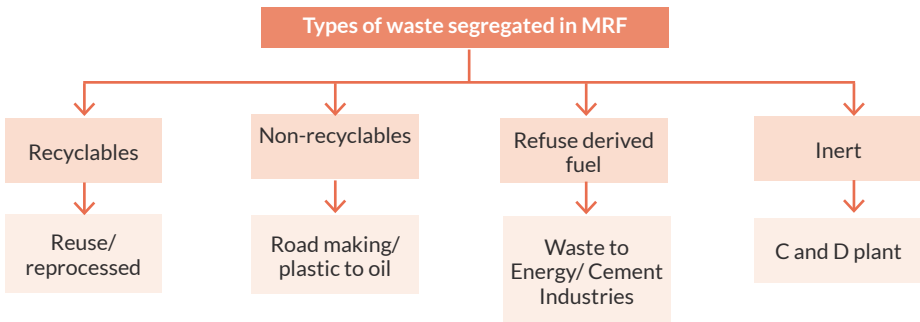 Types of waste segregated in MRF
Recyclables
Non-recyclables
Refuse derived
fuel
Inert
Reuse/
reprocessed
Road making/
plastic to oil
Waste to
Energy/ Cement
Industries
C and D plant